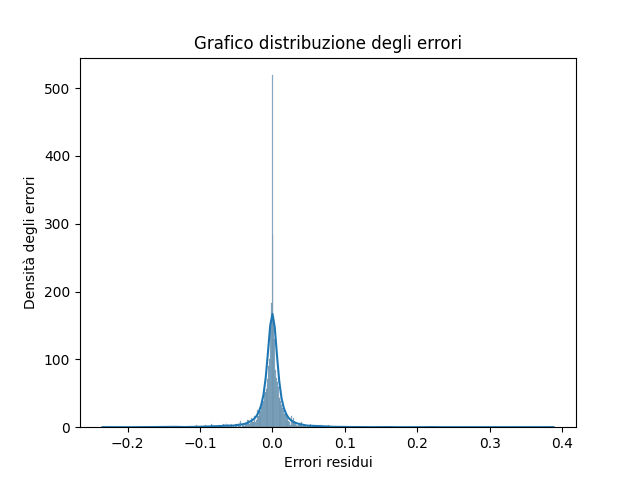 Grafico distribuzione degli errori
Densità degli errori
500
400
300
200
100
0
−0.2 −0.1 0.0 0.1 0.2 0.3 0.4
Errori residui